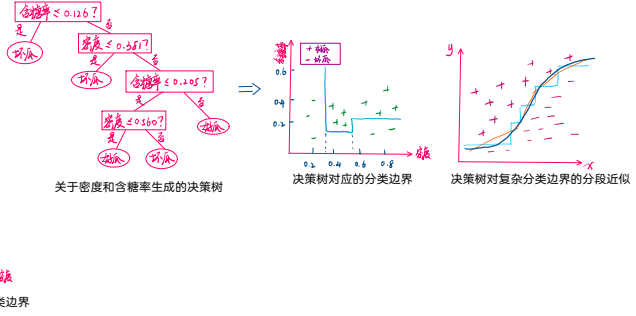 含糖率≤0.126?
是
否
坏瓜
密度≤0.381?
是
否
坏瓜
含糖率≤0.205?
是
否
密度≤0.560?
好瓜
是
否
好瓜
坏瓜
关于密度和含糖率生成的决策树
含糖率
+ 好瓜
- 坏瓜
0.6
0.4
0.2
0.2 0.4 0.6 0.8
密度
决策树对应的分类边界
y
x
决策树对复杂分类边界的分段近似
密度
类边界